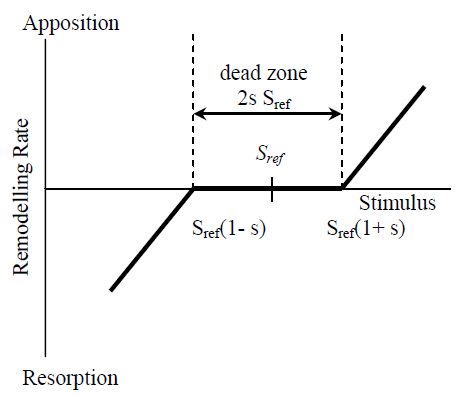 Apposition
dead zone
2s Sref
Sref
Remodelling Rate
Stimulus
Sref(1- s)
Sref(1+ s)
Resorption